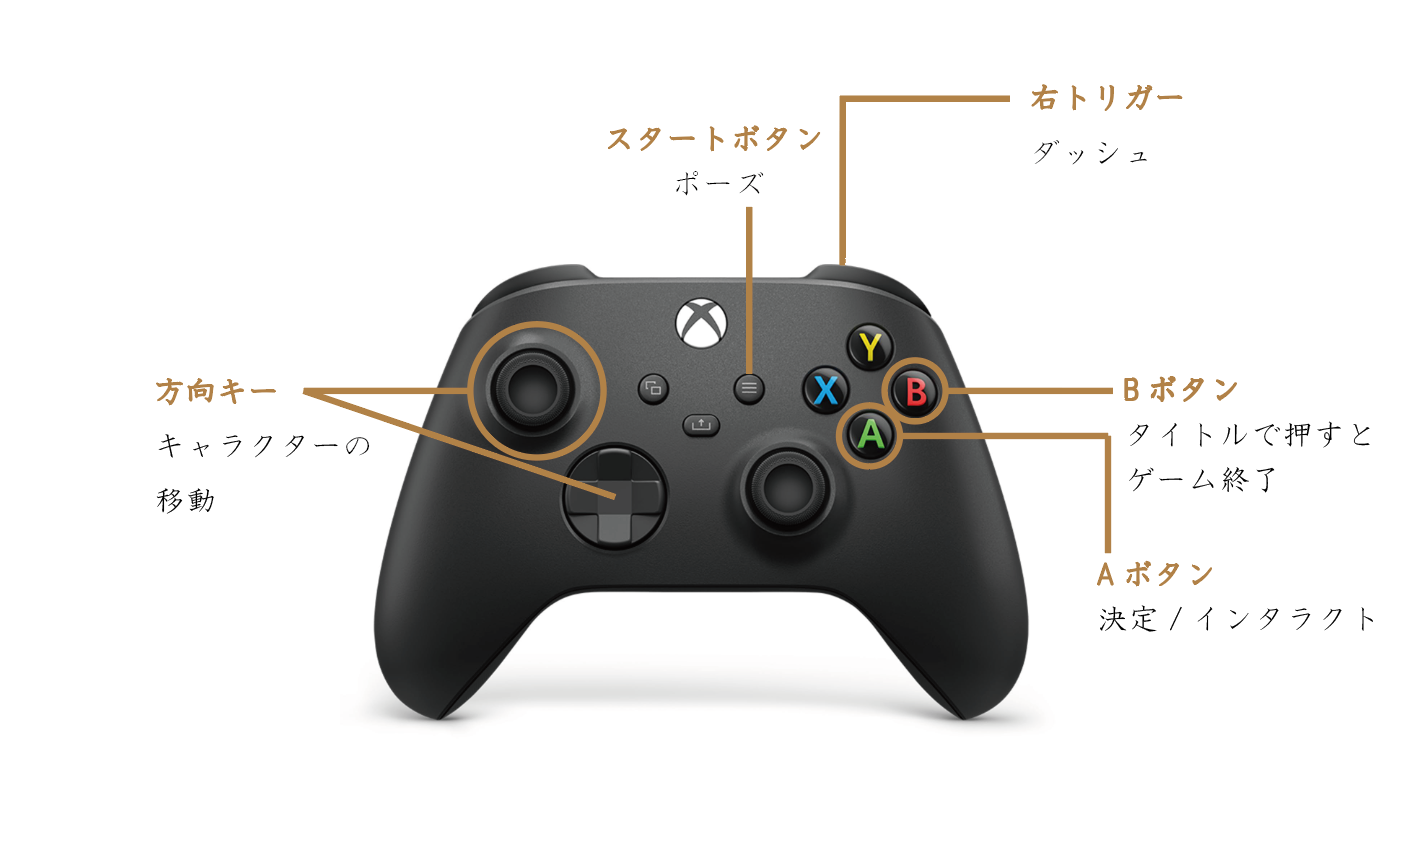 右トリガー
ダッシュ
スタートボタン
ポーズ
方向キー
キャラクターの
移動
Y
X
B
A
Bボタン
タイトルで押すと
ゲーム終了
Aボタン
決定/インタラクト